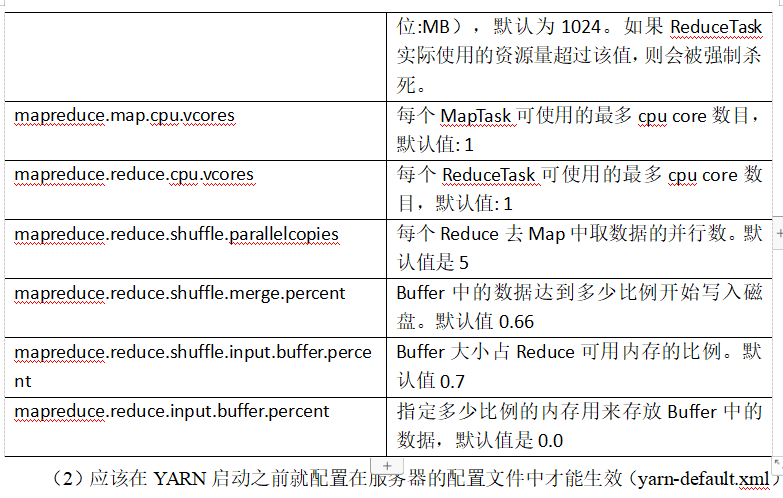 位:MB），默认为 1024。如果 ReduceTask
实际使用的资源量超过该值，则会被强制杀
死。
mapreduce.map.cpu.vcores
每个 MapTask 可使用的最多 cpu core 数目，
默认值: 1
mapreduce.reduce.cpu.vcores
每个 ReduceTask 可使用的最多 cpu core 数
目，默认值: 1
mapreduce.reduce.shuffle.parallelcopies
每个 Reduce 去 Map 中取数据的并行数。默
认值是 5
mapreduce.reduce.shuffle.merge.percent
Buffer 中的数据达到多少比例开始写入磁
盘。默认值 0.66
mapreduce.reduce.shuffle.input.buffer.perce
nt
Buffer 大小占 Reduce 可用内存的比例。默
认值 0.7
mapreduce.reduce.input.buffer.percent
指定多少比例的内存用来存放 Buffer 中的
数据，默认值是 0.0
（2）应该在 YARN 启动之前就配置在服务器的配置文件中才能生效（yarn-default.xml）